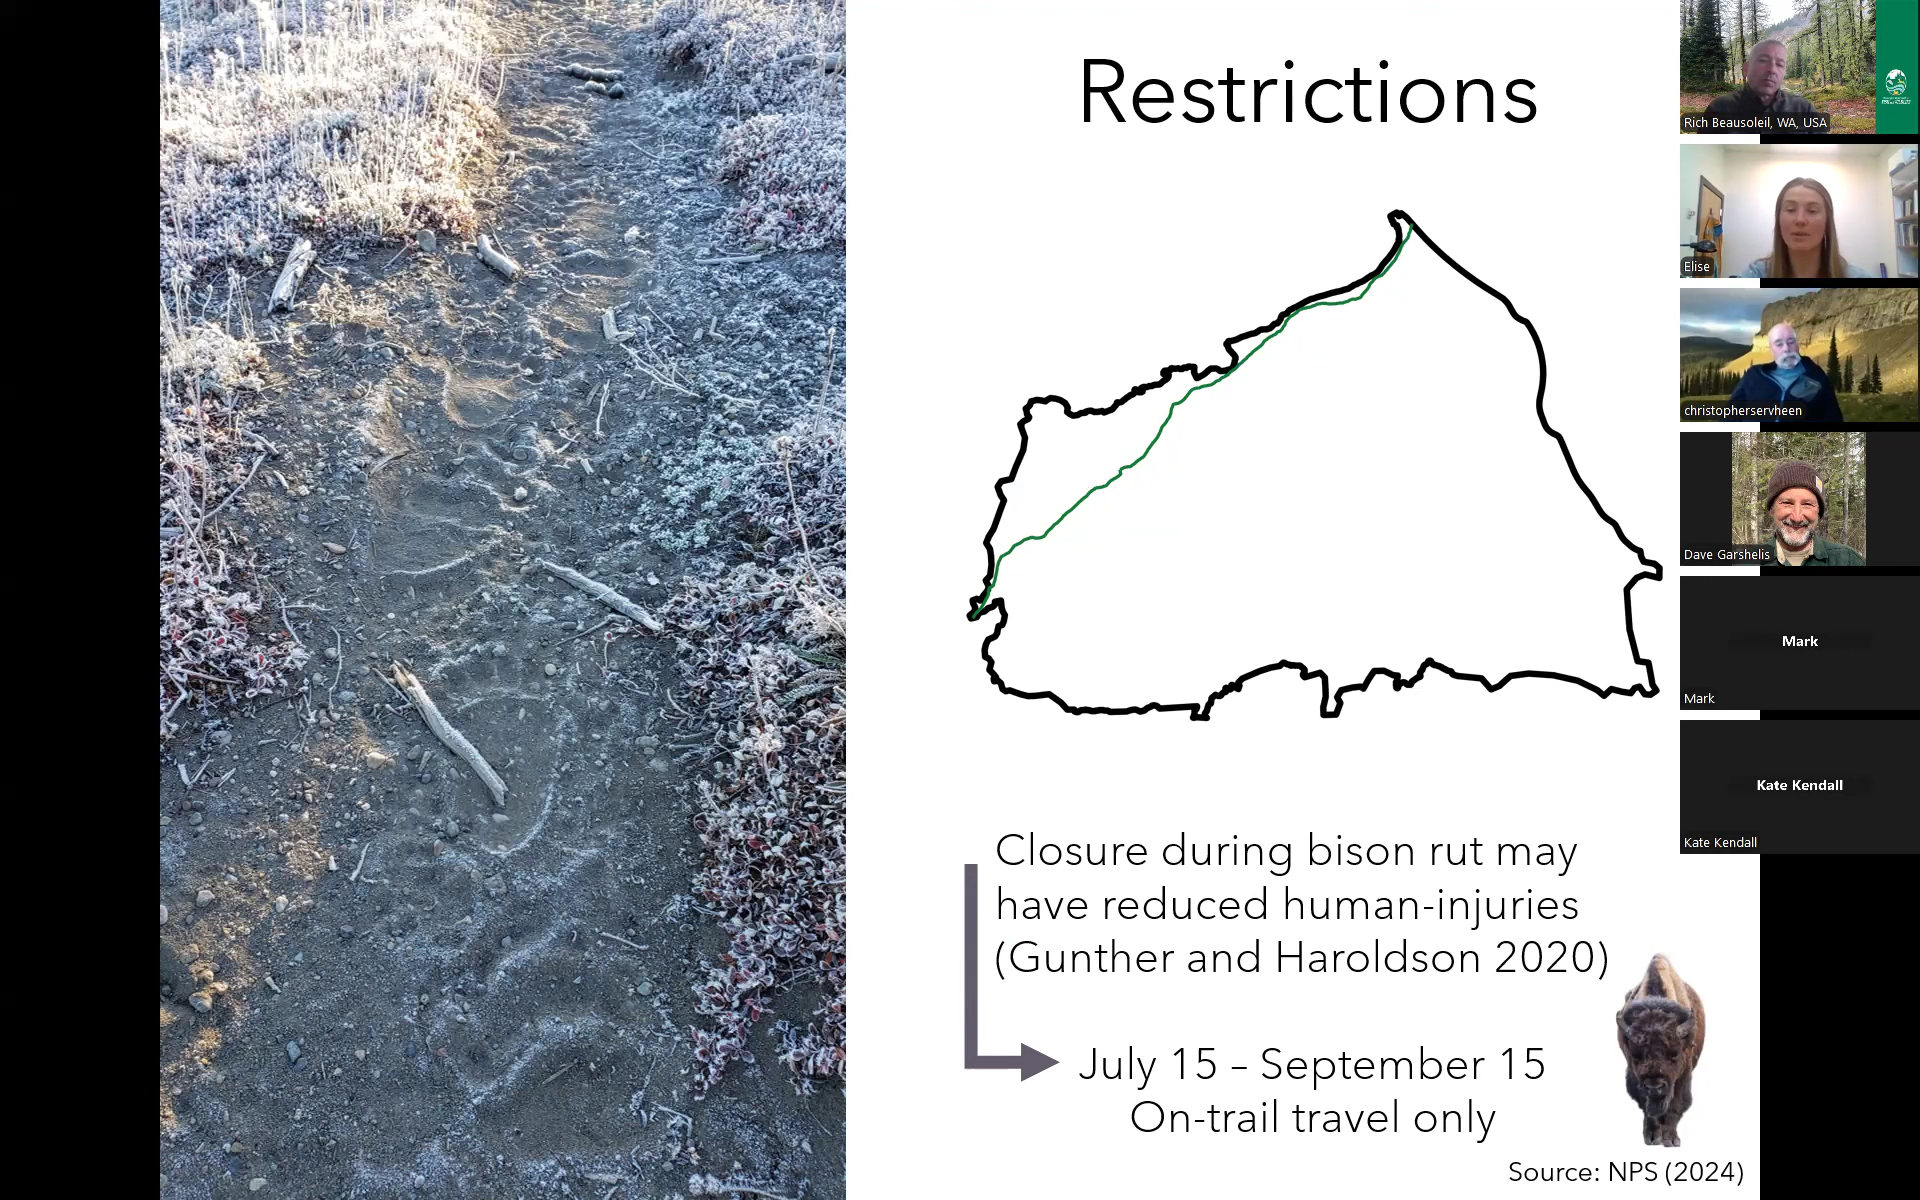 Restrictions
Closure during bison rut may
have reduced human-injuries
(Gunther and Haroldson 2020)
July 15 – September 15
On-trail travel only
Source: NPS (2024)
Rich Beausoleil, WA, USA
Elise
christopherservheen
Dave Garshelis
Mark
Mark
Kate Kendall
Kate Kendall